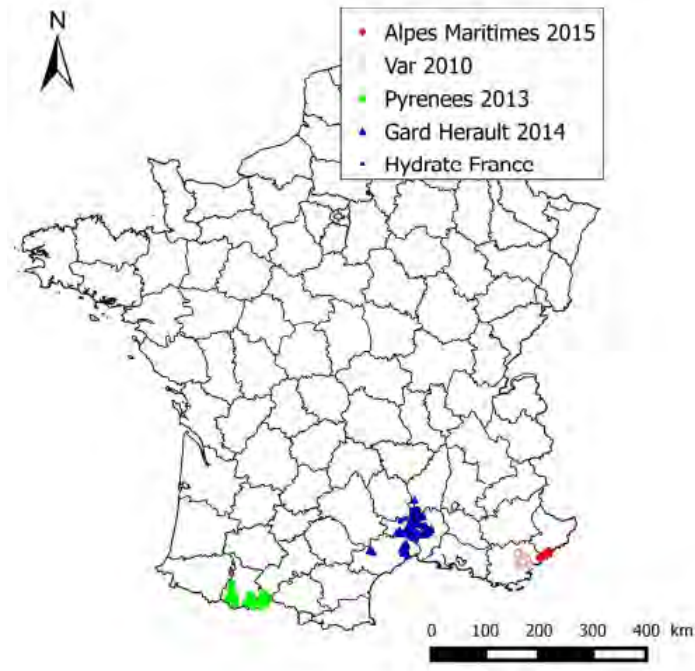 N
Alpes Maritimes 2015
Var 2010
Pyrenees 2013
Gard Herault 2014
Hydrate France
0 100 200 300 400 km